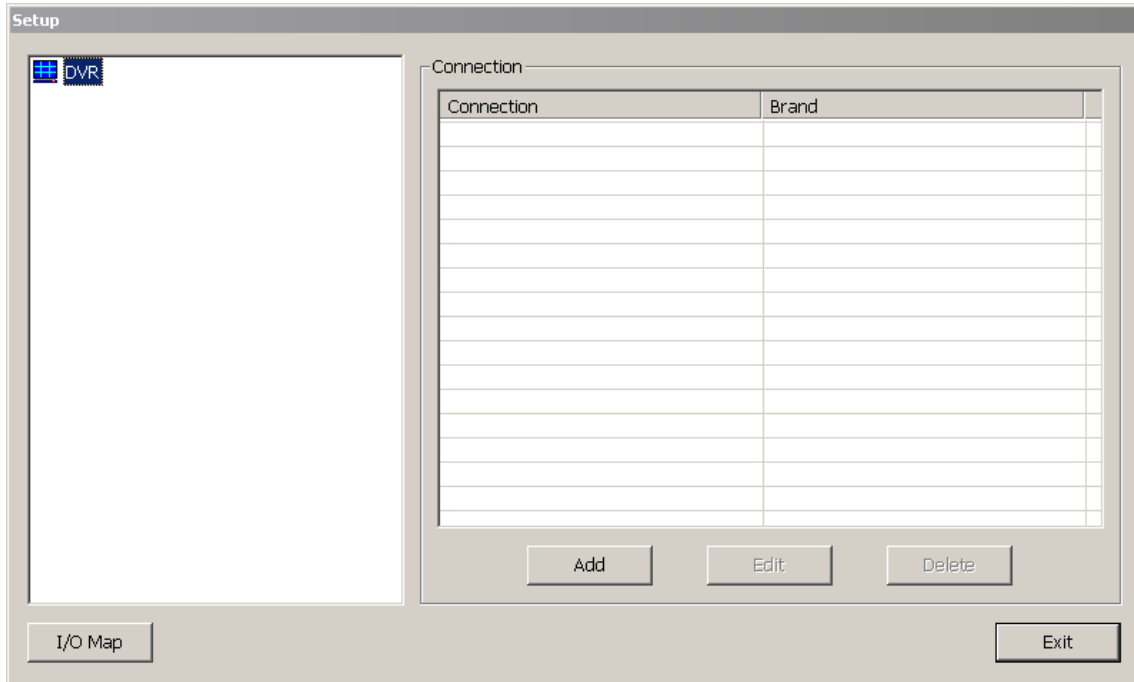 Setup
DVR
Connection
Connection Brand
Add Edit Delete
I/O Map Exit